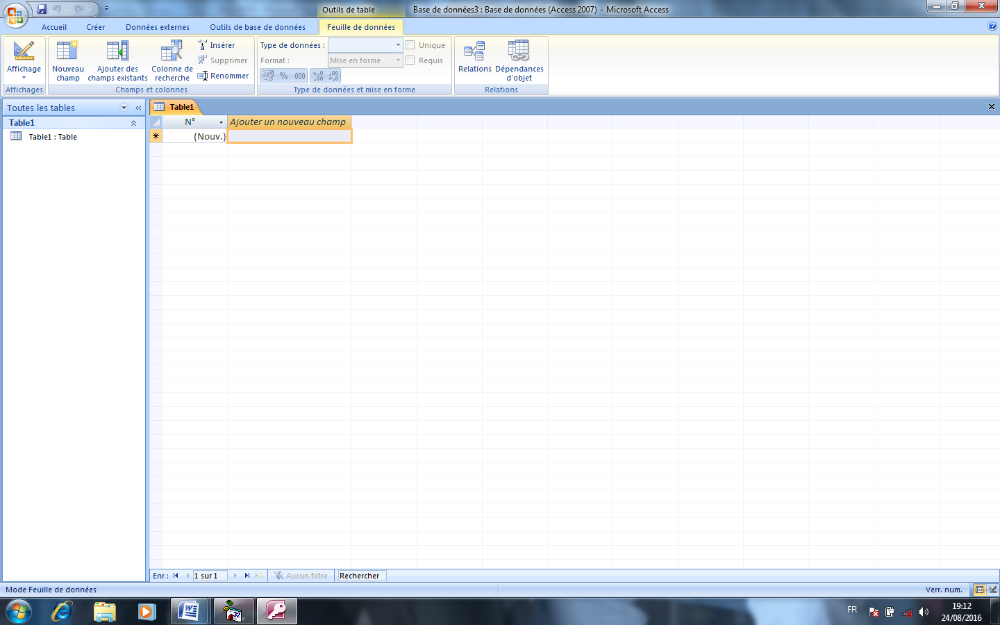 Outils de table
Base de données3 : Base de données (Access 2007) - Microsoft Access
Accueil Créer Données externes Outils de base de données Feuille de données
Affichage
Affichages
Nouveau
champ
Ajouter des
champs existants
Colonne de
recherche
Insérer
Supprimer
Renommer
Champs et colonnes
Type de données :
Unique
Format : Mise en forme
Requis
% 000
Type de données et mise en forme
Relations
Dépendances
d'objet
Relations
Toutes les tables
Table1
Table1 : Table
Table1
N° Ajouter un nouveau champ
(Nouv.)
Enr : 1 sur 1 Aucun filtre Rechercher
Mode Feuille de données Verr. num.
FR
19:12
24/08/2016